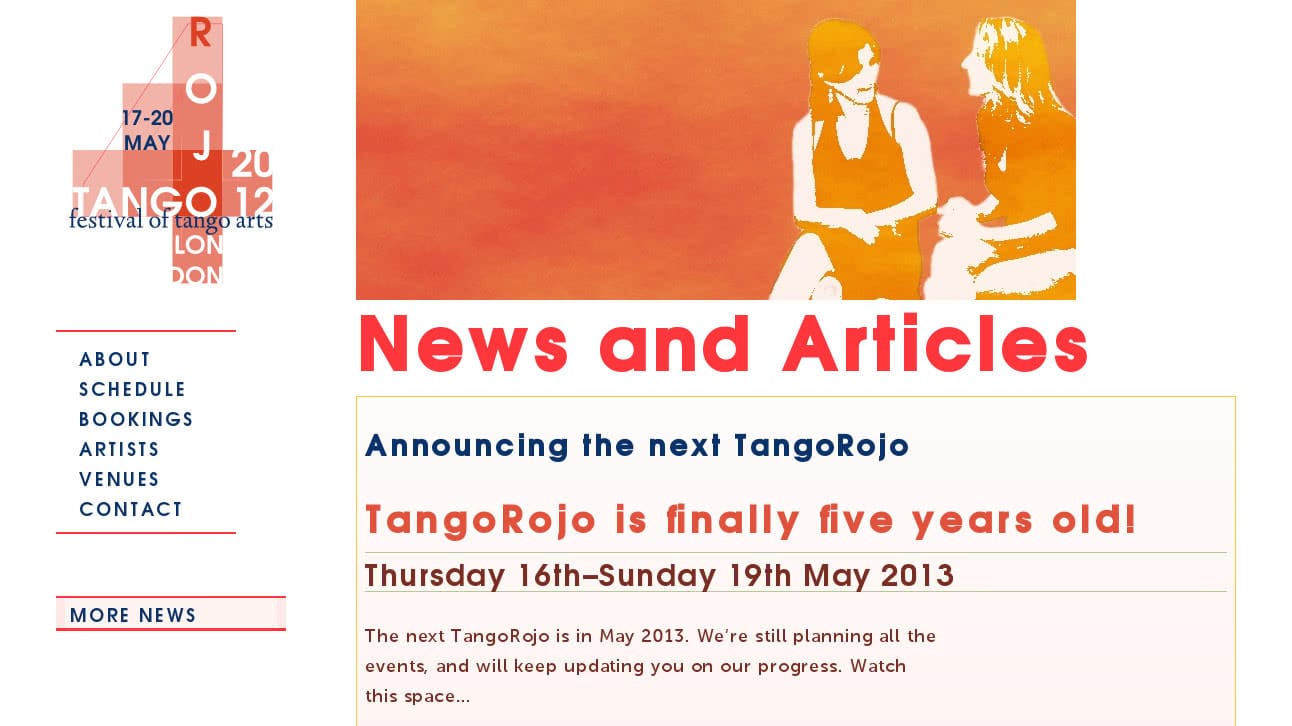 ROJO
17-20
MAY
20
TANGO 12
festival of tango arts
LON
DON
ABOUT
SCHEDULE
BOOKINGS
ARTISTS
VENUES
CONTACT
MORE NEWS
News and Articles
Announcing the next TangoRojo
TangoRojo is finally five years old!
Thursday 16th–Sunday 19th May 2013
The next TangoRojo is in May 2013. We're still planning all the
events, and will keep updating you on our progress. Watch
this space...